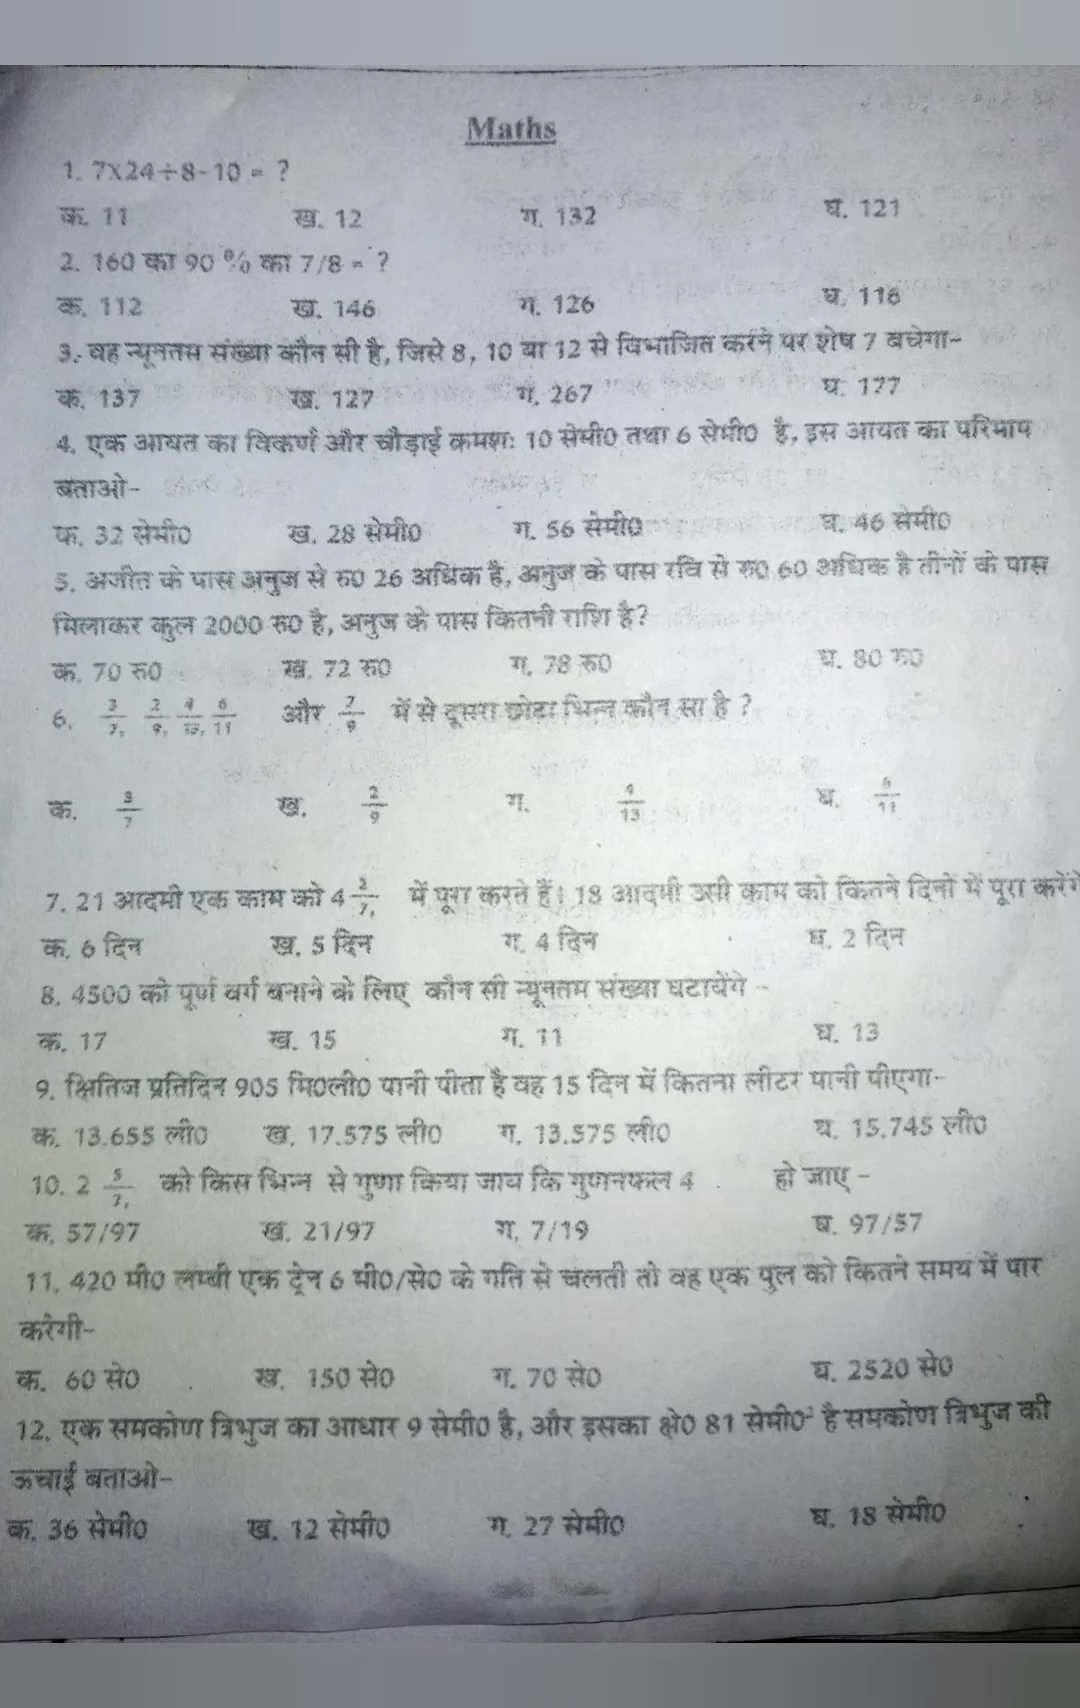 Maths
1. 7x24÷8-10 = ?
क. 11 ख. 12 ग. 132 घ. 121
2. 160 का 90 % का 7/8 = ?
क. 112 ख. 146 ग. 126 घ. 116
3. वह न्यूनतम संख्या कौन सी है, जिसे 8, 10 या 12 से विभाजित करने पर शेष 7 बचेगा-
क. 137 ख. 127 ग. 267 घ. 177
4. एक आयत का विकर्ण और चौड़ाई क्रमशः 10 सेमी0 तथा 6 सेमी0 है, इस आयत का परिमाप
बताओ-
क. 32 सेमी0 ख. 28 सेमी0 ग. 56 सेमी0 घ. 46 सेमी0
5. अजीत के पास अनुज से रु0 26 अधिक है, अनुज के पास रवि से रु0 60 अधिक है तीनों के पास
मिलाकर कुल 2000 रु0 है, अनुज के पास कितनी राशि है?
क. 70 रु0 ख. 72 रु0 ग. 78 रु0 घ. 80 रु0
6. 3/7, 2/9, 4/13, 6/11 और 7/9 में से दूसरा छोटा भिन्न कौन सा है ?
क. 3/7 ख. 2/9 ग. 4/13 घ. 6/11
7. 21 आदमी एक काम को 4 2/7, में पूरा करते हैं। 18 आदमी उसी काम को कितने दिनों में पूरा करेंगे
क. 6 दिन ख. 5 दिन ग. 4 दिन घ. 2 दिन
8. 4500 को पूर्ण वर्ग बनाने के लिए कौन सी न्यूनतम संख्या घटायेंगे -
क. 17 ख. 15 ग. 11 घ. 13
9. क्षितिज प्रतिदिन 905 मि0ली0 पानी पीता है वह 15 दिन में कितना लीटर पानी पीएगा-
क. 13.655 ली0 ख. 17.575 ली0 ग. 13.575 ली0 घ. 15.745 ली0
10. 2 5/7, को किस भिन्न से गुणा किया जाय कि गुणनफल 4 हो जाए -
क. 57/97 ख. 21/97 ग. 7/19 घ. 97/57
11. 420 मी0 लम्बी एक ट्रेन 6 मी0/से0 के गति से चलती तो वह एक पुल को कितने समय में पार
करेगी-
क. 60 से0 ख. 150 से0 ग. 70 से0 घ. 2520 से0
12. एक समकोण त्रिभुज का आधार 9 सेमी0 है, और इसका क्षे0 81 सेमी0² है समकोण त्रिभुज की
ऊचाई बताओ-
क. 36 सेमी0 ख. 12 सेमी0 ग. 27 सेमी0 घ. 18 सेमी0